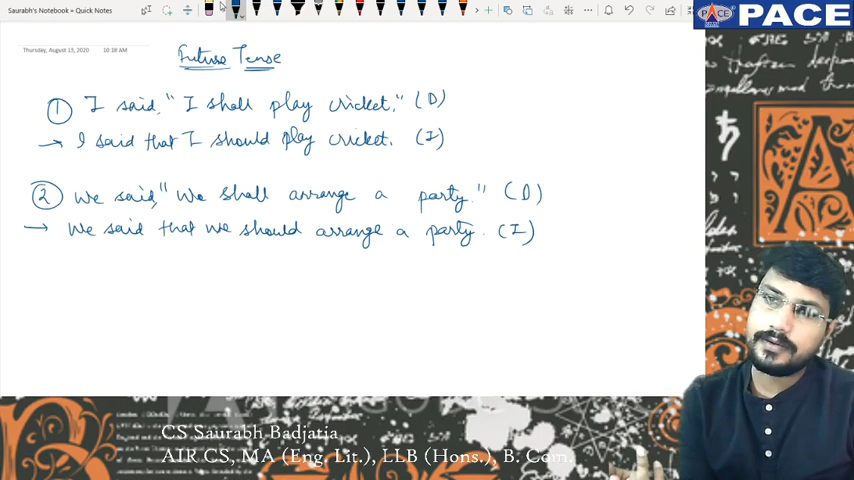 Saurabh's Notebook » Quick Notes
PACE
Thursday, August 13, 2020 10:18 AM
Future Tense
① I said, "I shall play cricket." (D)
→ I said that I should play cricket. (I)
② We said, "We shall arrange a party." (D)
→ We said that we should arrange a party. (I)
CS Saurabh Badjatia
AIR CS, MA (Eng. Lit.), LLB (Hons.), B. Com.